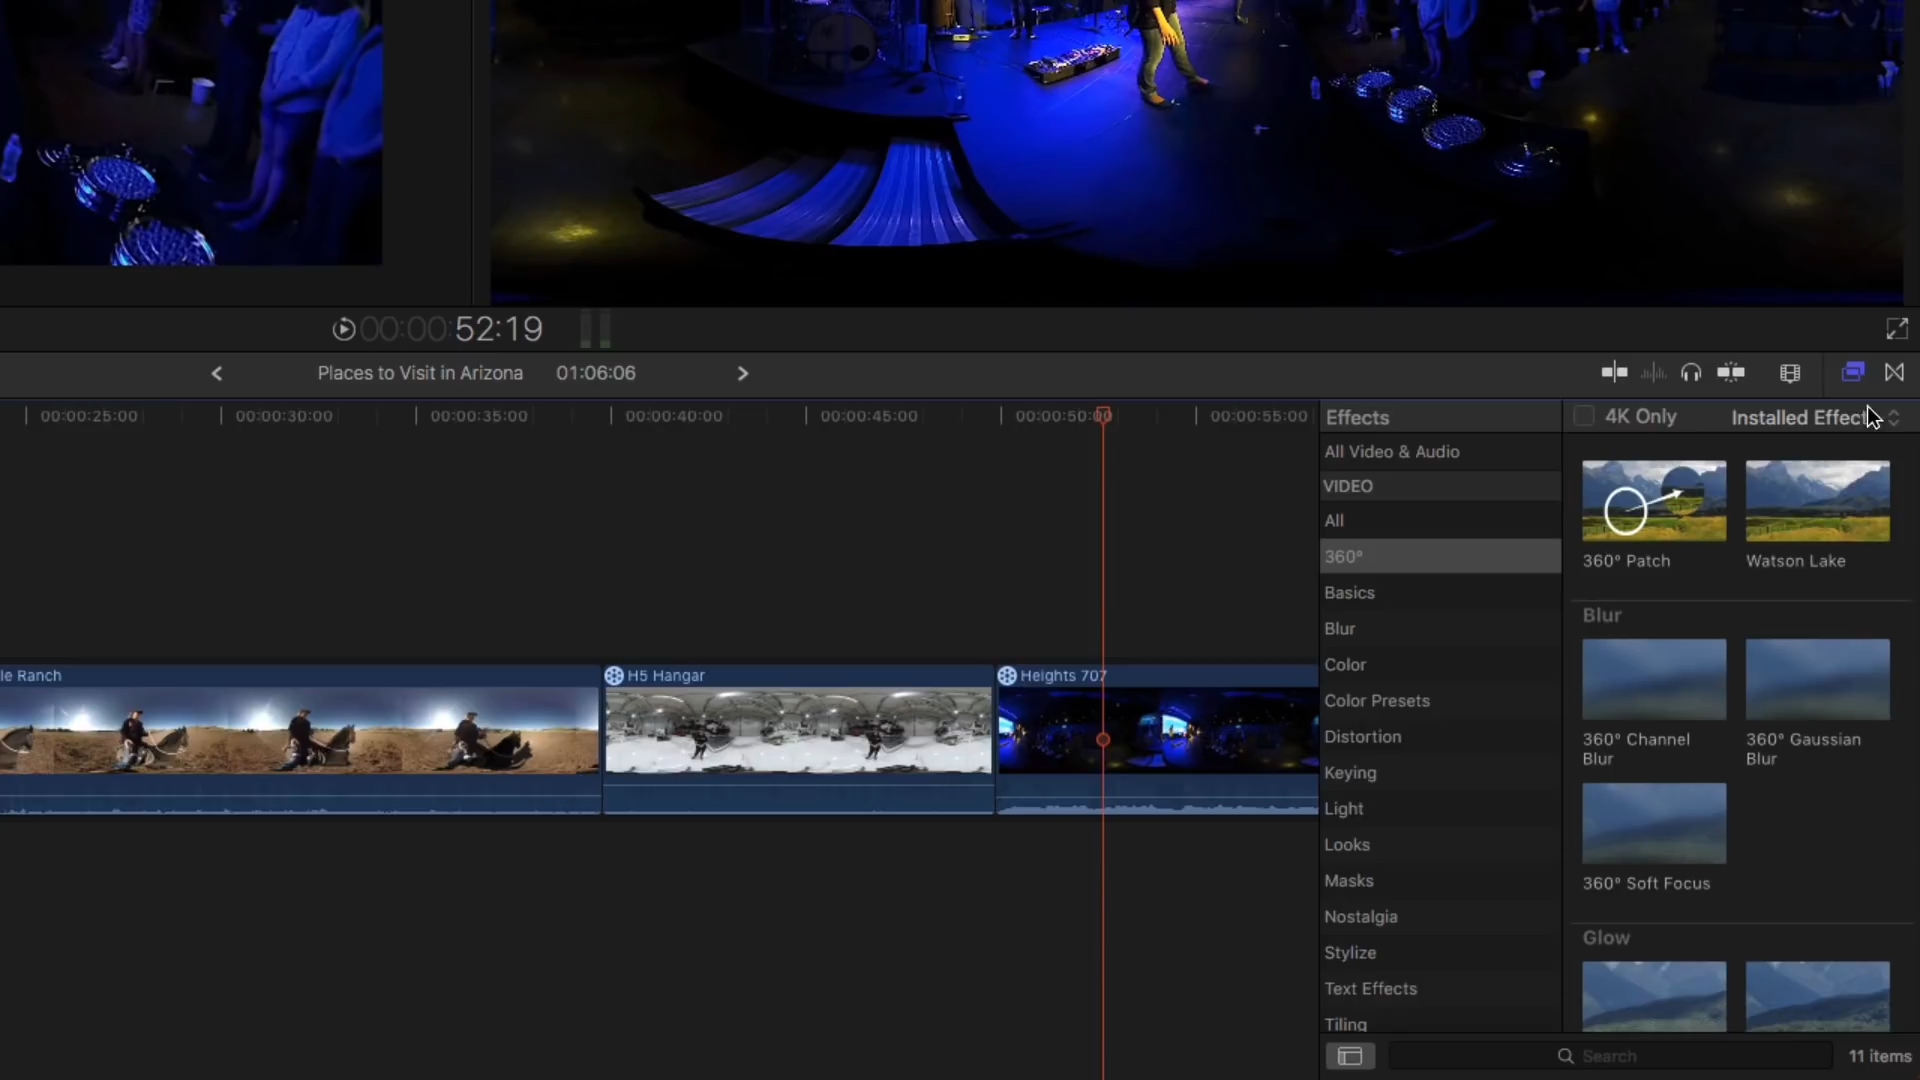 00:00:52:19
Places to Visit in Arizona 01:06:06
00:00:25:00 00:00:30:00 00:00:35:00 00:00:40:00 00:00:45:00 00:00:50:00 00:00:55:00
Effects
4K Only
Installed Effect
All Video & Audio
VIDEO
All
360°
Basics
Blur
Color
Color Presets
Distortion
Keying
Light
Looks
Masks
Nostalgia
Stylize
Text Effects
Tiling
360° Patch
Watson Lake
Blur
360° Channel
Blur
360° Gaussian
Blur
360° Soft Focus
Glow
le Ranch
H5 Hangar
Heights 707
Search
11 items